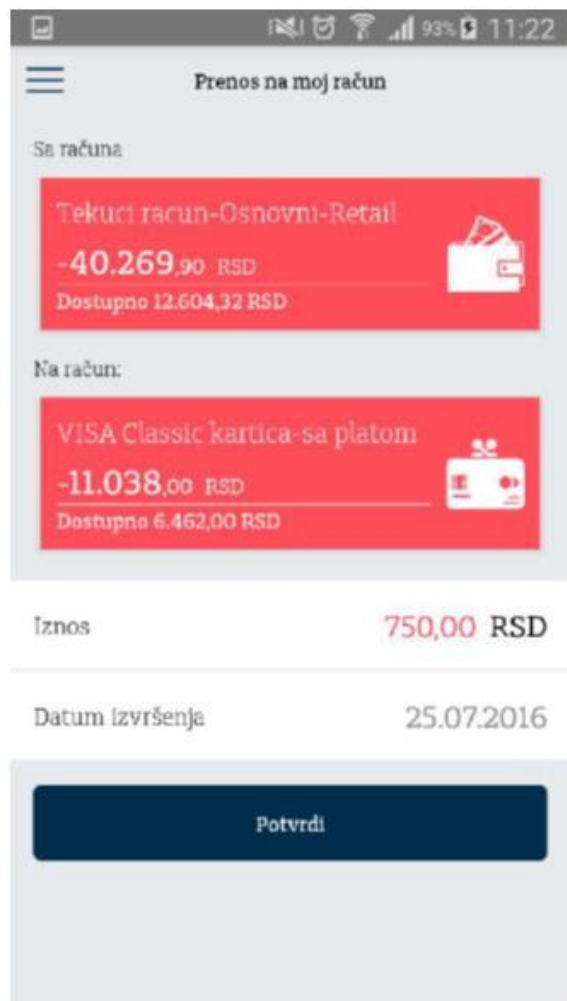 93% 11:22
Prenos na moj račun
Sa računa
Tekuci racun-Osnovni-Retail
-40.269,90 RSD
Dostupno 12.604,32 RSD
Na račun:
VISA Classic kartica-sa platom
-11.038,00 RSD
Dostupno 6.462,00 RSD
Iznos 750,00 RSD
Datum izvršenja 25.07.2016
Potvrdi